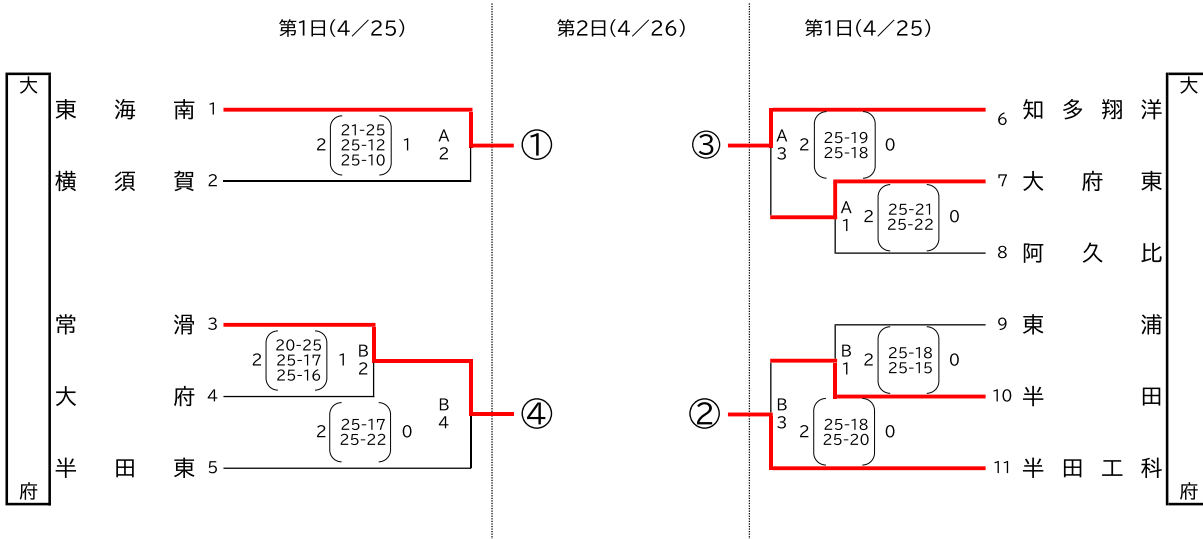 第1日(4／25) 第2日(4／26) 第1日(4／25)
大
府
東海南 1
2 21-25 1
25-12
25-10
A
2
①
横須賀 2
常滑 3
2 20-25 1
25-17
25-16
B
2
大府 4
2 25-17 0
25-22
B
4
④
半田東 5
大
府
6 知多翔洋
③
A
3
2 25-19 0
25-18
7 大府東
A
1
2 25-21 0
25-22
8 阿久比
9 東浦
B
1
2 25-18 0
25-15
10 半田
②
B
3
2 25-18 0
25-20
11 半田工科